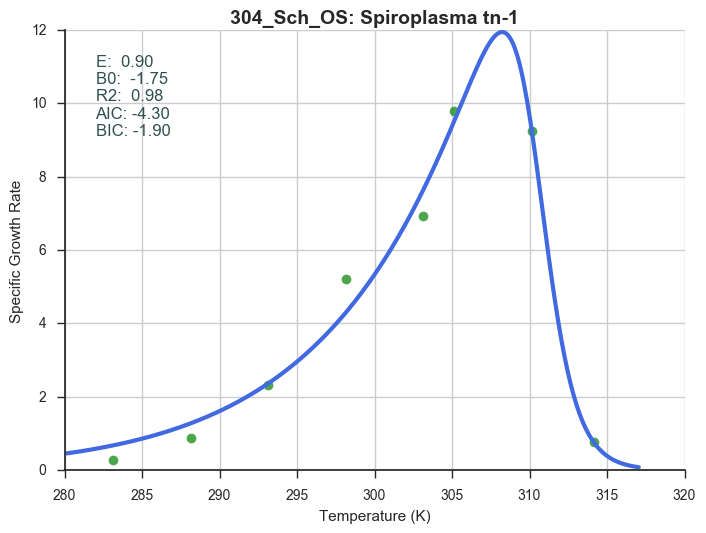 304_Sch_OS: Spiroplasma tn-1
E:  0.90
B0:  -1.75
R2:  0.98
AIC: -4.30
BIC: -1.90
12
10
8
6
4
2
0
Specific Growth Rate
280 285 290 295 300 305 310 315 320
Temperature (K)